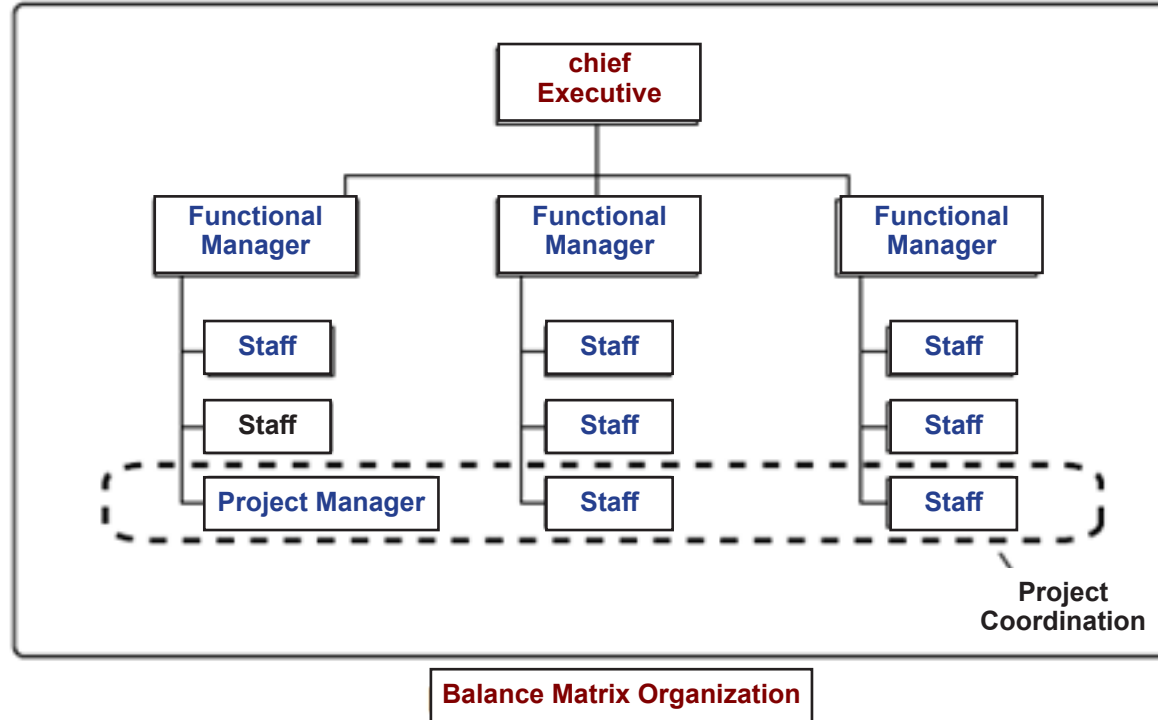 chief
Executive
Functional
Manager
Functional
Manager
Functional
Manager
Staff
Staff
Staff
Staff
Staff
Staff
Project Manager
Staff
Staff
Project
Coordination
Balance Matrix Organization